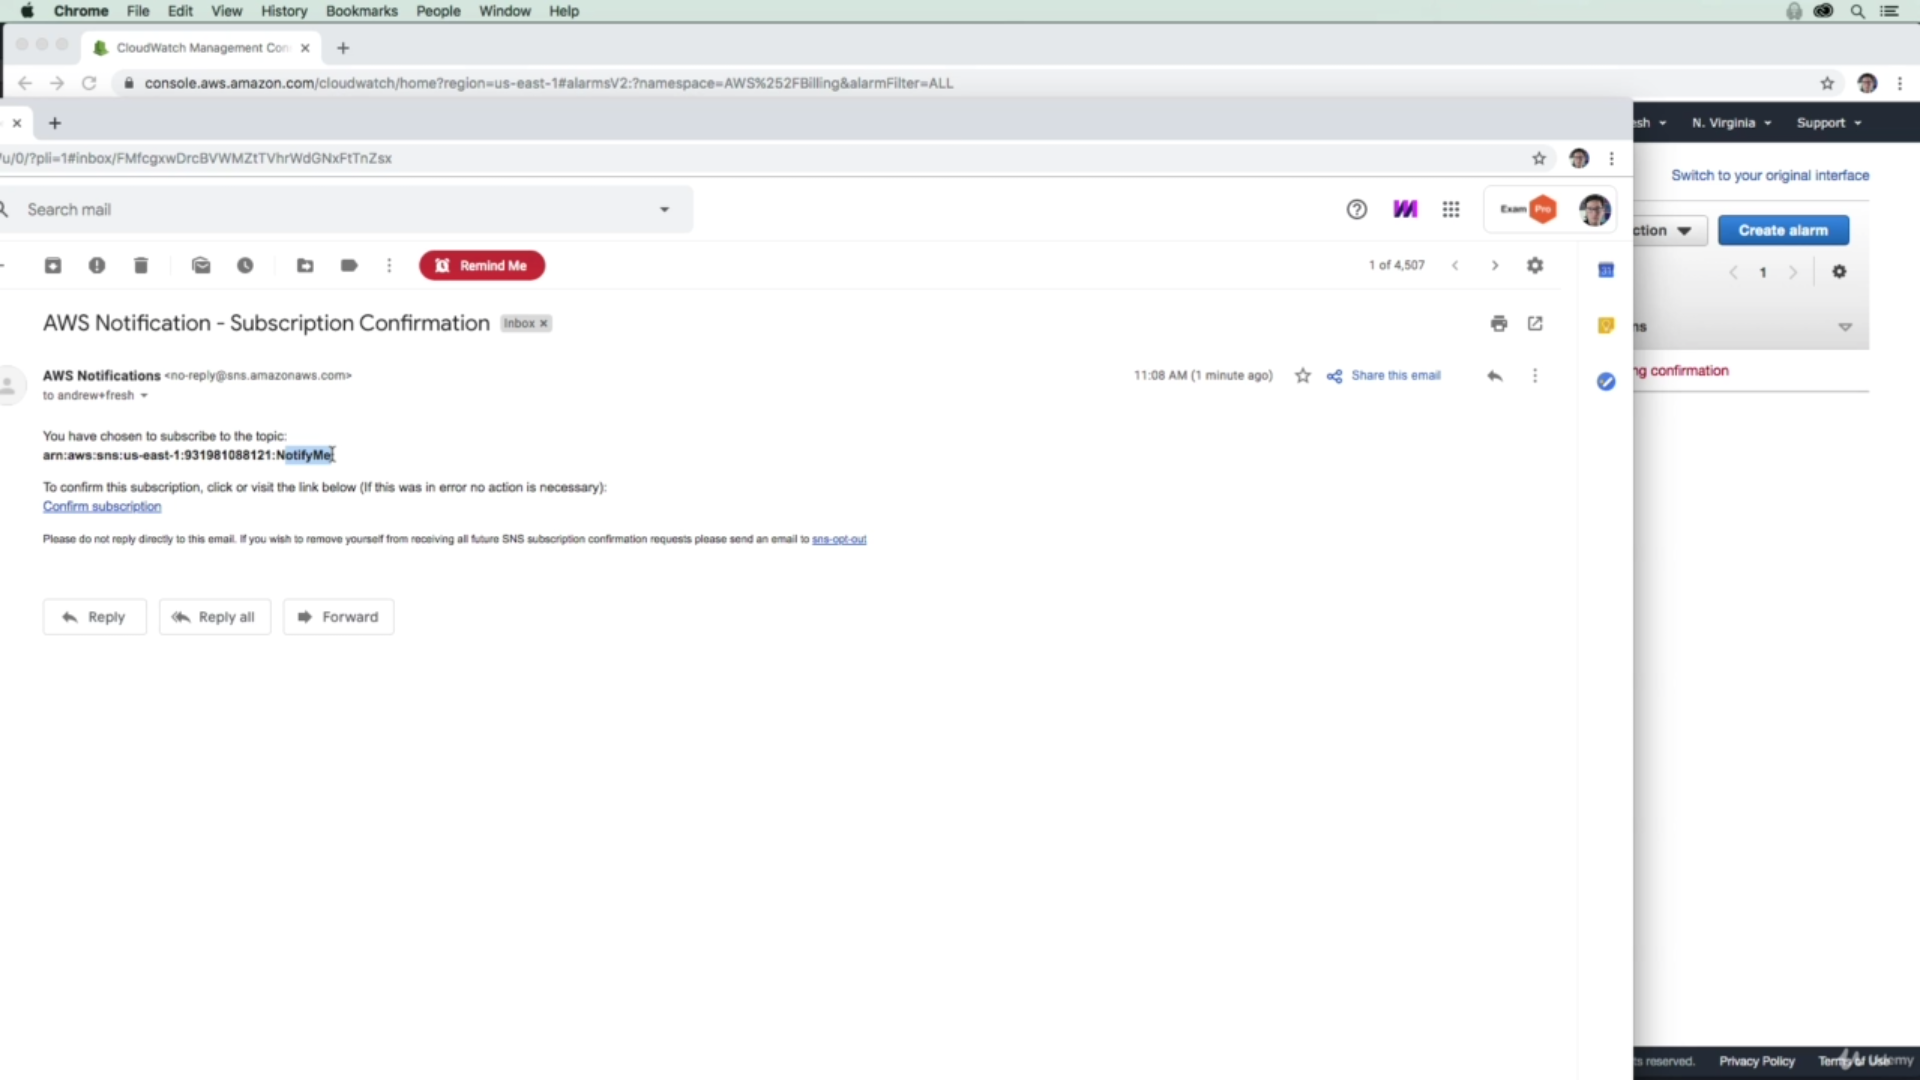 Chrome File Edit View History Bookmarks People Window Help
CloudWatch Management Con
console.aws.amazon.com/cloudwatch/home?region=us-east-1#alarmsV2:?namespace=AWS%252FBilling&alarmFilter=ALL
N. Virginia Support
/u/0/?pli=1#inbox/FMfcgxwDrcBVWMZtTVhrWdGNxFtTnZsx
Switch to your original interface
Search mail
Exam Pro
ction Create alarm
Remind Me
1 of 4,507
1
AWS Notification - Subscription Confirmation Inbox
ns
AWS Notifications <no-reply@sns.amazonaws.com>
11:08 AM (1 minute ago)
Share this email
ng confirmation
to andrew+fresh
You have chosen to subscribe to the topic:
arn:aws:sns:us-east-1:931981088121:NotifyMe
To confirm this subscription, click or visit the link below (If this was in error no action is necessary):
Confirm subscription
Please do not reply directly to this email. If you wish to remove yourself from receiving all future SNS subscription confirmation requests please send an email to sns-opt-out
Reply Reply all Forward
ts reserved. Privacy Policy Terms of Use